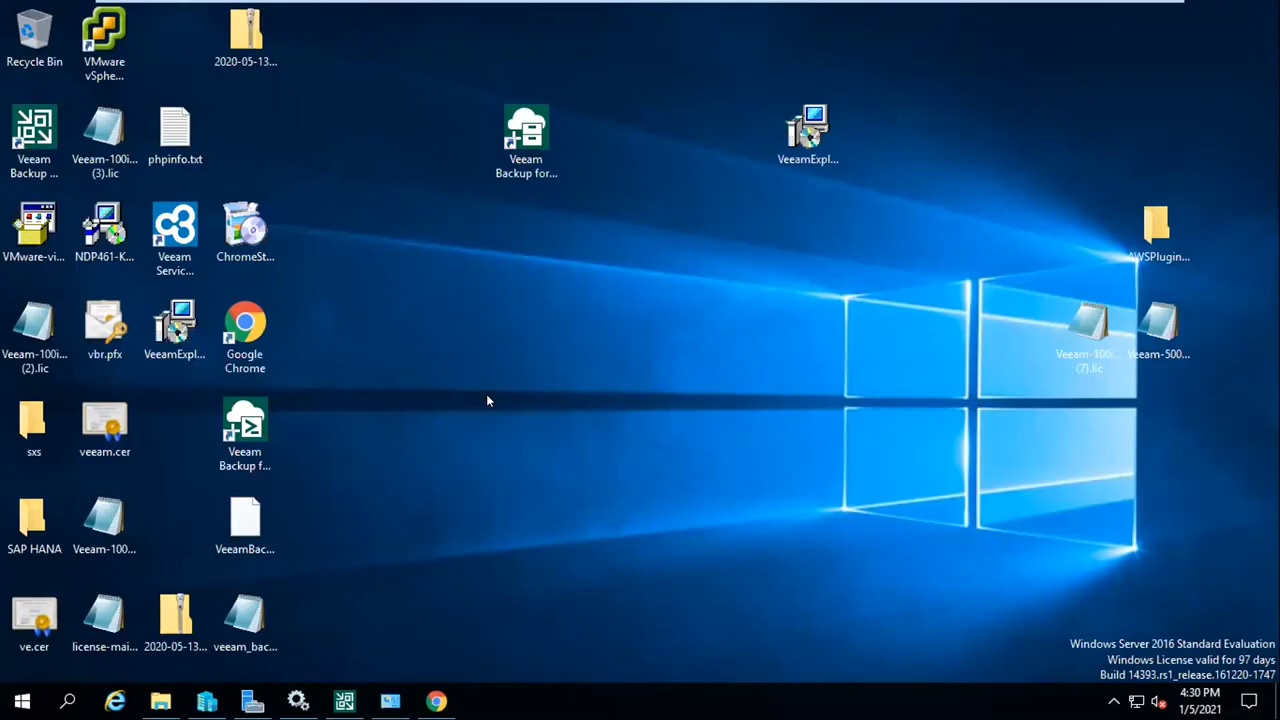 Recycle Bin
VMware
vSphe...
2020-05-13...
Veeam
Backup ...
Veeam-100i...
(3).lic
phpinfo.txt
Veeam
Backup for...
VeeamExpl...
VMware-vi...
NDP461-K...
Veeam
Servic...
ChromeSt...
AWSPlugin...
Veeam-100i...
(2).lic
vbr.pfx
VeeamExpl...
Google
Chrome
Veeam-100i...
(7).lic
Veeam-500...
sxs
veeam.cer
Veeam
Backup f...
SAP HANA
Veeam-100...
VeeamBac...
ve.cer
license-mai...
2020-05-13...
veeam_bac...
Windows Server 2016 Standard Evaluation
Windows License valid for 97 days
Build 14393.rs1_release.161220-1747
4:30 PM
1/5/2021